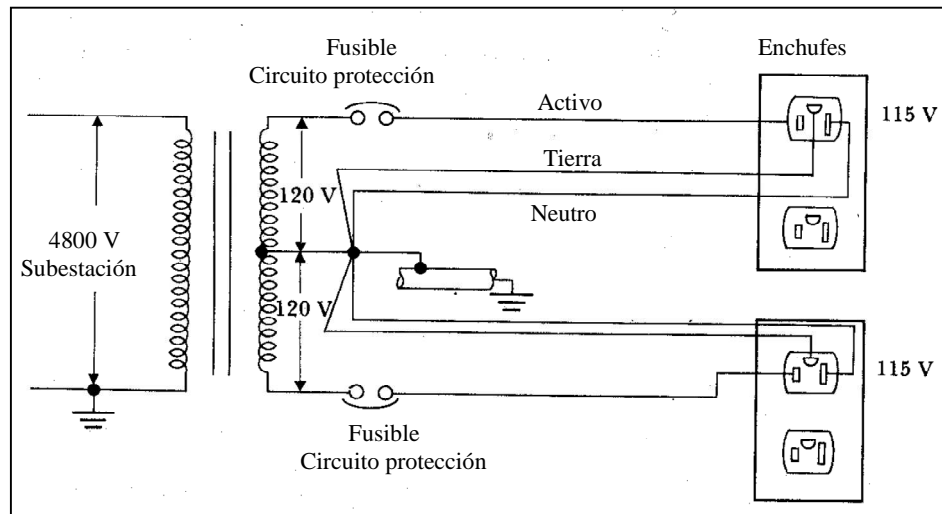 Fusible
Circuito protección
Enchufes
Activo
115 V
Tierra
120 V
Neutro
4800 V
Subestación
120 V
115 V
Fusible
Circuito protección